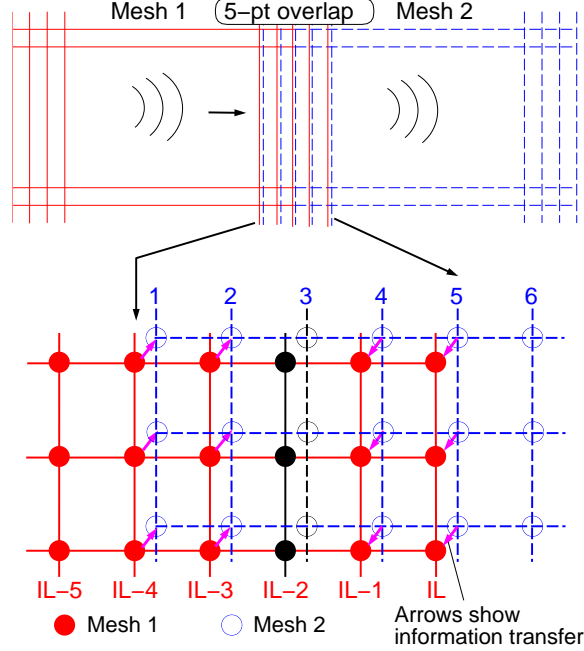 Mesh 1 5−pt overlap Mesh 2
1 2 3 4 5 6
IL−5 IL−4 IL−3 IL−2 IL−1 IL
Mesh 1 Mesh 2
Arrows show
information transfer